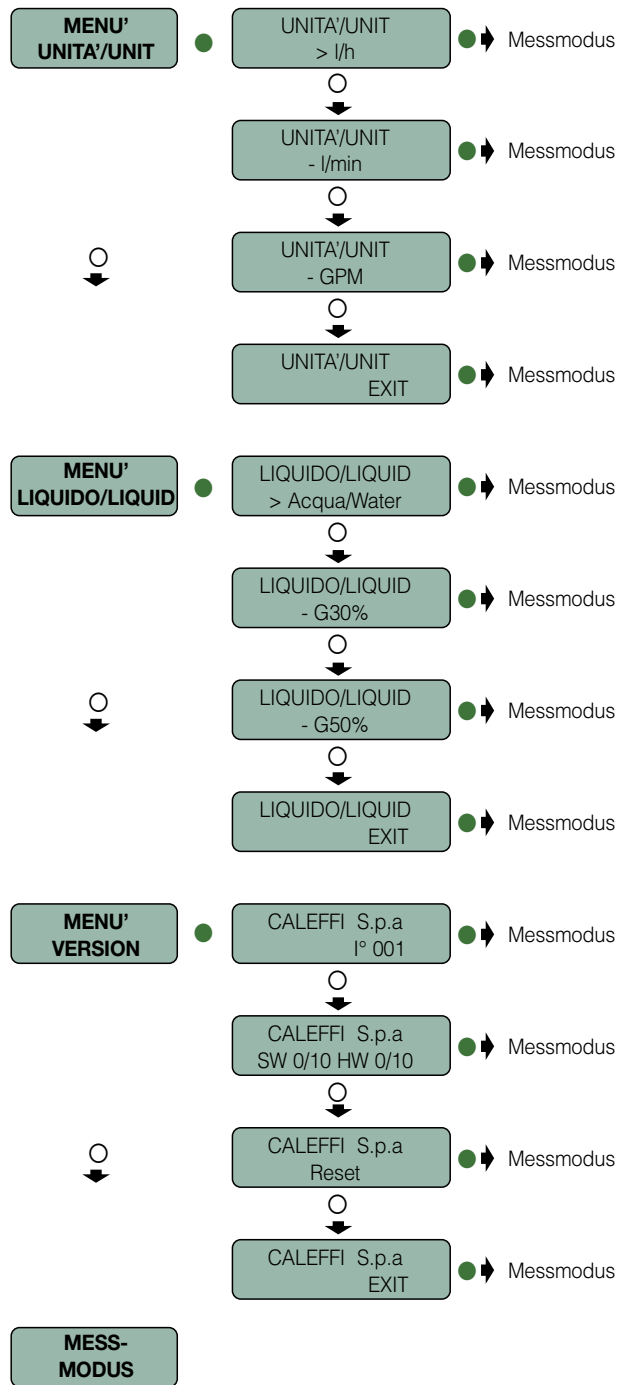 MENU'
UNITA'/UNIT
UNITA'/UNIT
> l/h
Messmodus
UNITA'/UNIT
- l/min
Messmodus
UNITA'/UNIT
- GPM
Messmodus
UNITA'/UNIT
EXIT
Messmodus
MENU'
LIQUIDO/LIQUID
LIQUIDO/LIQUID
> Acqua/Water
Messmodus
LIQUIDO/LIQUID
- G30%
Messmodus
LIQUIDO/LIQUID
- G50%
Messmodus
LIQUIDO/LIQUID
EXIT
Messmodus
MENU'
VERSION
CALEFFI S.p.a
I° 001
Messmodus
CALEFFI S.p.a
SW 0/10 HW 0/10
Messmodus
CALEFFI S.p.a
Reset
Messmodus
CALEFFI S.p.a
EXIT
Messmodus
MESS-
MODUS